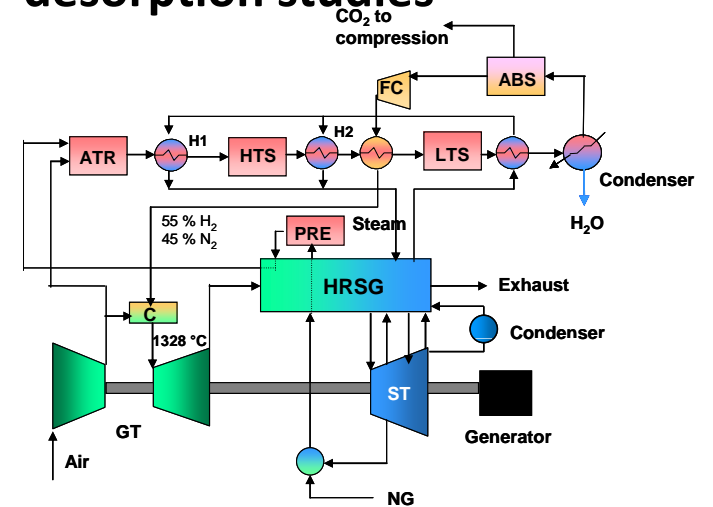 desorption studies
CO2 to
compression
FC
ABS
H1
H2
ATR
HTS
LTS
Condenser
H2O
55 % H2
45 % N2
PRE
Steam
HRSG
Exhaust
C
Condenser
1328 °C
ST
GT
Generator
Air
NG